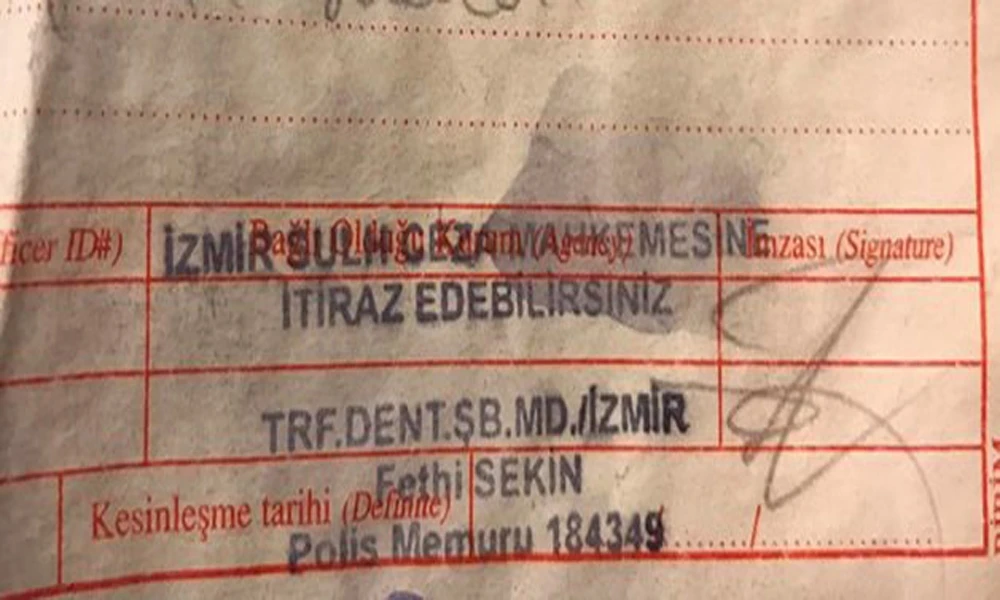 ficer ID#) Bağlı Olduğu Kurum (Agency) İmzası (Signature)
İZMİR SULH CEZA MAHKEMESİNE
İTİRAZ EDEBİLİRSİNİZ
TRF.DENT.ŞB.MD./İZMİR
Fethi SEKİN
Kesinleşme tarihi (Definite)
Polis Memuru 184349